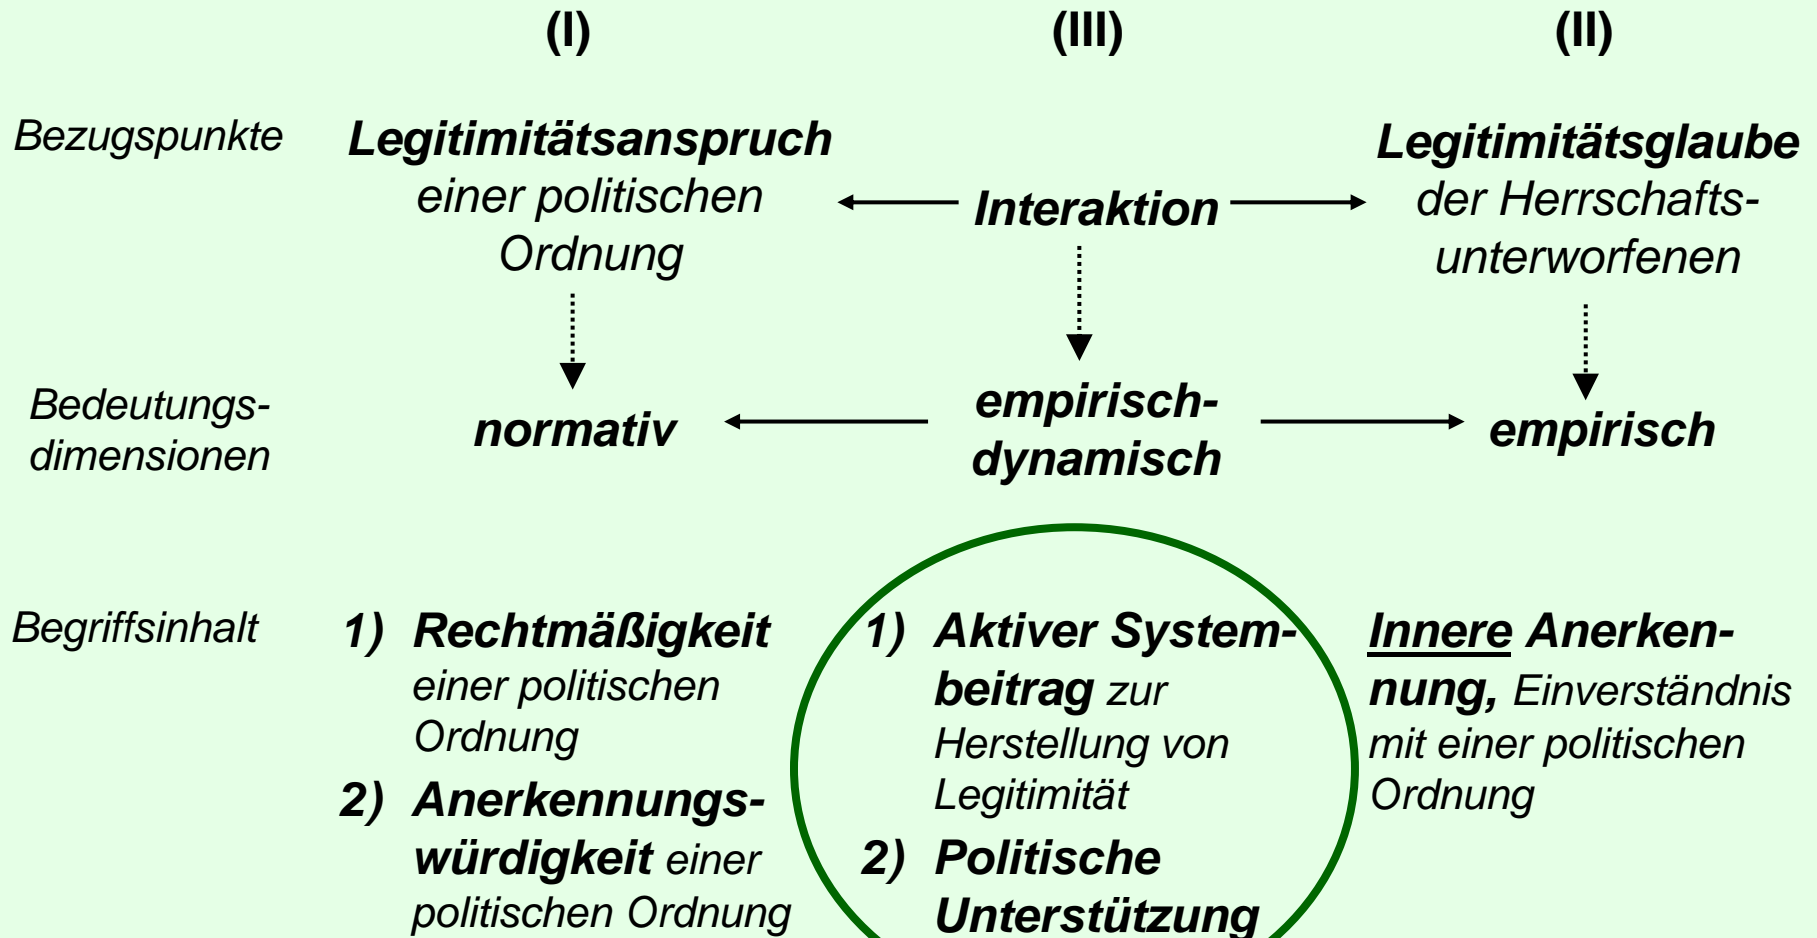 (I) (III) (II)
Bezugspunkte
Legitimitätsanspruch
einer politischen
Ordnung
Interaktion
Legitimitätsglaube
der Herrschafts-
unterworfenen
Bedeutungs-
dimensionen
normativ
empirisch-
dynamisch
empirisch
Begriffsinhalt
1) Rechtmäßigkeit
einer politischen
Ordnung
2) Anerkennungs-
würdigkeit einer
politischen Ordnung
1) Aktiver System-
beitrag zur
Herstellung von
Legitimität
2) Politische
Unterstützung
Innere Anerken-
nung, Einverständnis
mit einer politischen
Ordnung